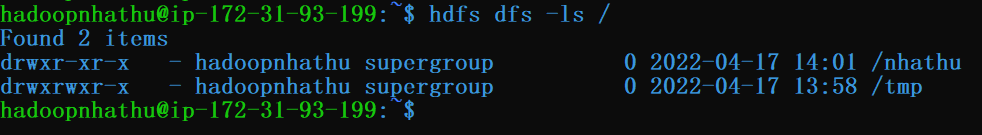 hadoopnhathu@ip-172-31-93-199:~$ hdfs dfs -ls /
Found 2 items
drwxr-xr-x   - hadoopnhathu supergroup          0 2022-04-17 14:01 /nhathu
drwxrwxr-x   - hadoopnhathu supergroup          0 2022-04-17 13:58 /tmp
hadoopnhathu@ip-172-31-93-199:~$